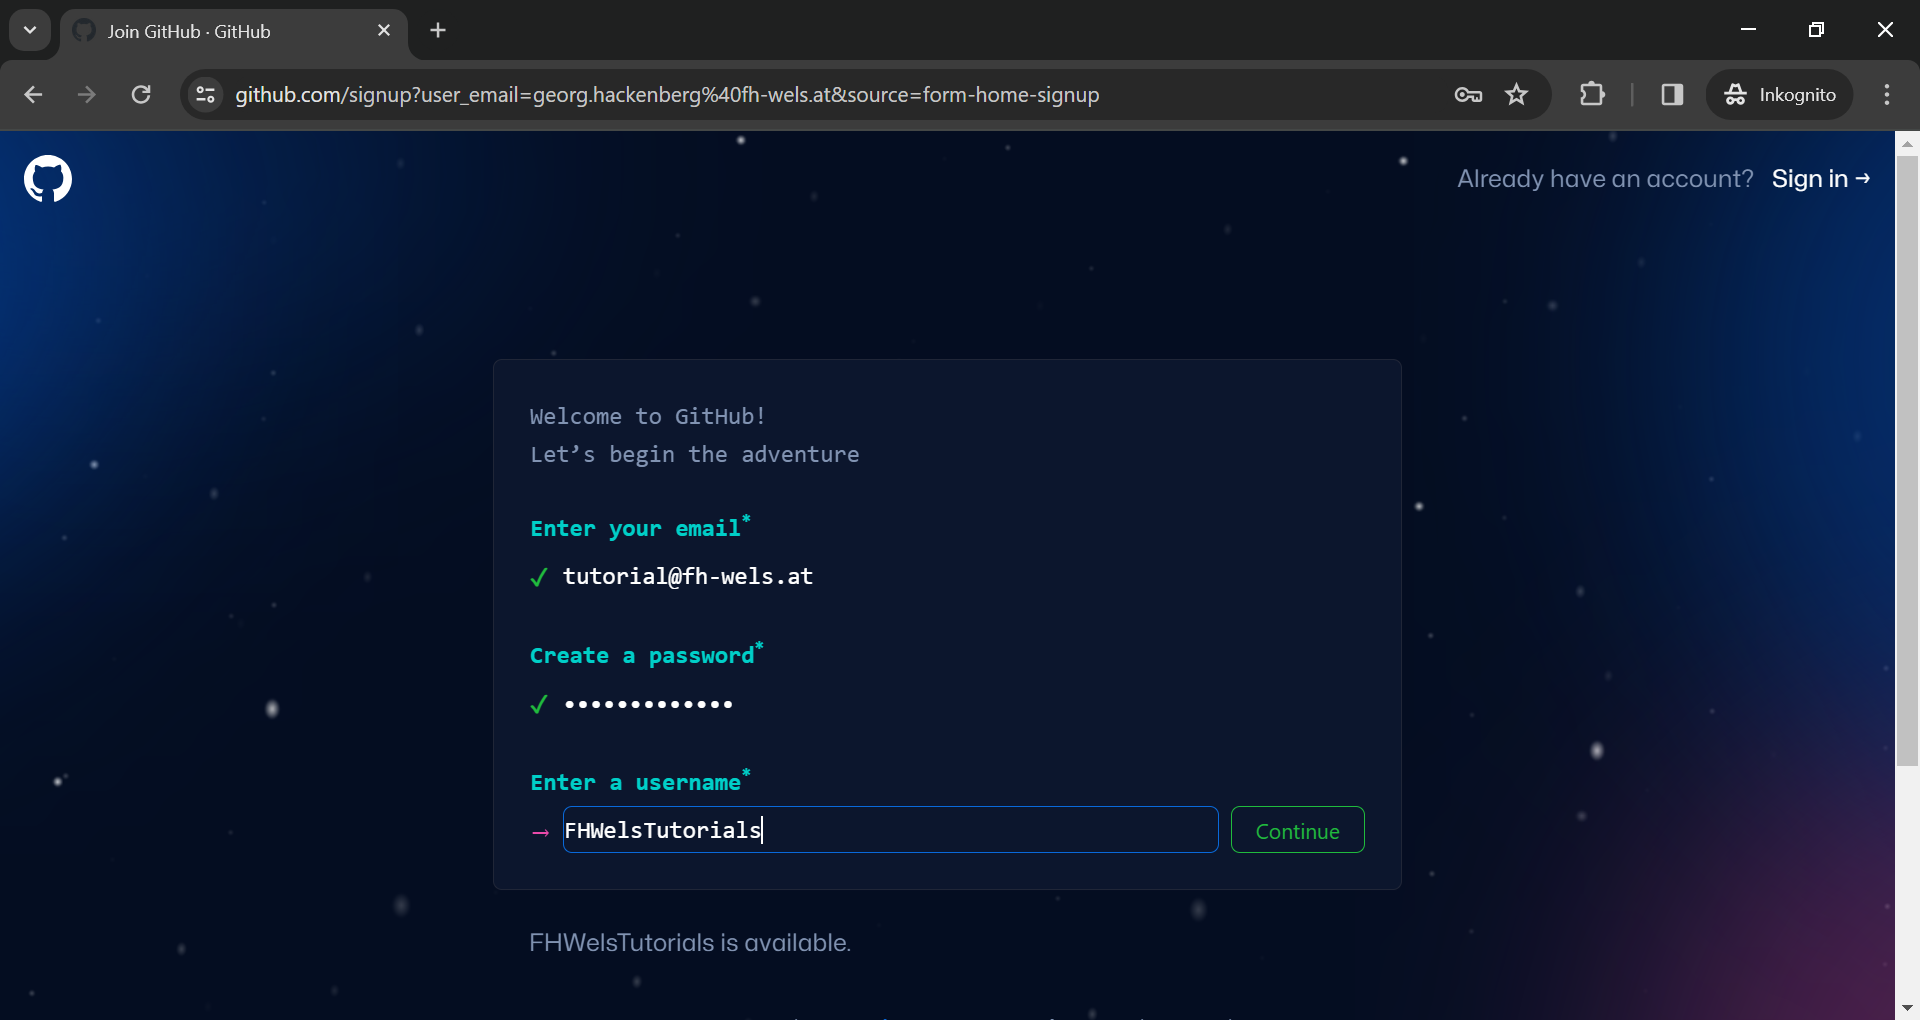 Join GitHub · GitHub
github.com/signup?user_email=georg.hackenberg%40fh-wels.at&source=form-home-signup
Inkognito
Already have an account? Sign in →
Welcome to GitHub!
Let’s begin the adventure
Enter your email*
✓ tutorial@fh-wels.at
Create a password*
✓ •••••••••••••
Enter a username*
→ FHWelsTutorials
Continue
FHWelsTutorials is available.